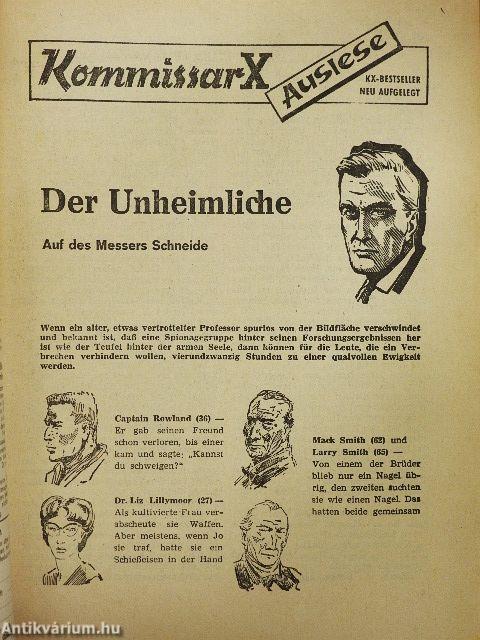 Kommissar X
Auslese
KX-BESTSELLER
NEU AUFGELEGT
Der Unheimliche
Auf des Messers Schneide
Wenn ein alter, etwas vertrottelter Professor spurlos von der Bildfläche verschwindet
und bekannt ist, daß eine Spionagegruppe hinter seinen Forschungsergebnissen her
ist wie der Teufel hinter der armen Seele, dann können für die Leute, die ein Ver-
brechen verhindern wollen, vierundzwanzig Stunden zu einer qualvollen Ewigkeit
werden.
Captain Rowland (36) —
Er gab seinen Freund
schon verloren, bis einer
kam und sagte: „Kannst
du schweigen?"
Dr. Liz Lillymoor (27) —
Als kultivierte Frau ver-
abscheute sie Waffen.
Aber meistens, wenn Jo
sie traf, hatte sie ein
Schießeisen in der Hand
Mack Smith (62) und
Larry Smith (65) —
Von einem der Brüder
blieb nur ein Nagel üb-
rig, den zweiten suchten
sie wie einen Nagel. Das
hatten beide gemeinsam
Antikvárium.hu